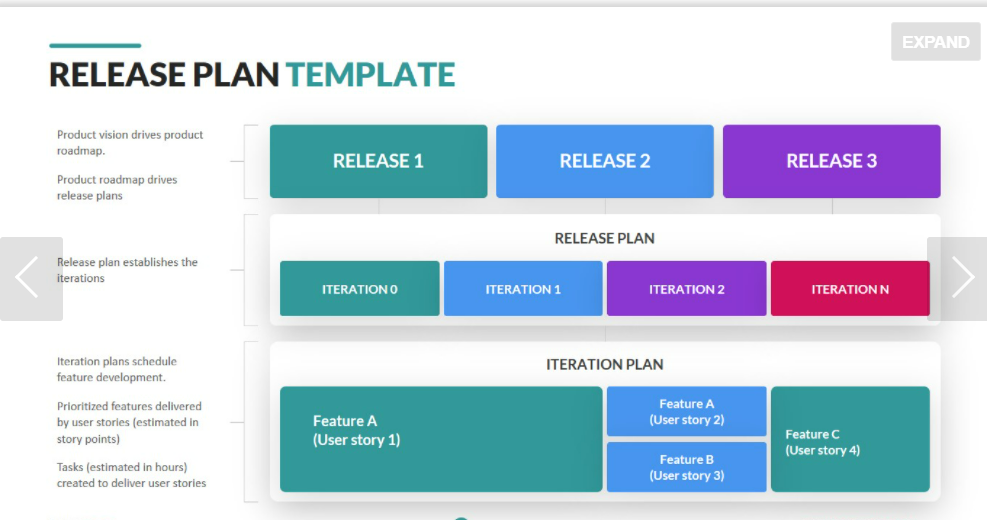 EXPAND
RELEASE PLAN TEMPLATE
Product vision drives product
roadmap.
Product roadmap drives
release plans
RELEASE 1
RELEASE 2
RELEASE 3
Release plan establishes the
iterations
RELEASE PLAN
ITERATION 0
ITERATION 1
ITERATION 2
ITERATION N
Iteration plans schedule
feature development.
Prioritized features delivered
by user stories (estimated in
story points)
Tasks (estimated in hours)
created to deliver user stories
ITERATION PLAN
Feature A
(User story 1)
Feature A
(User story 2)
Feature B
(User story 3)
Feature C
(User story 4)